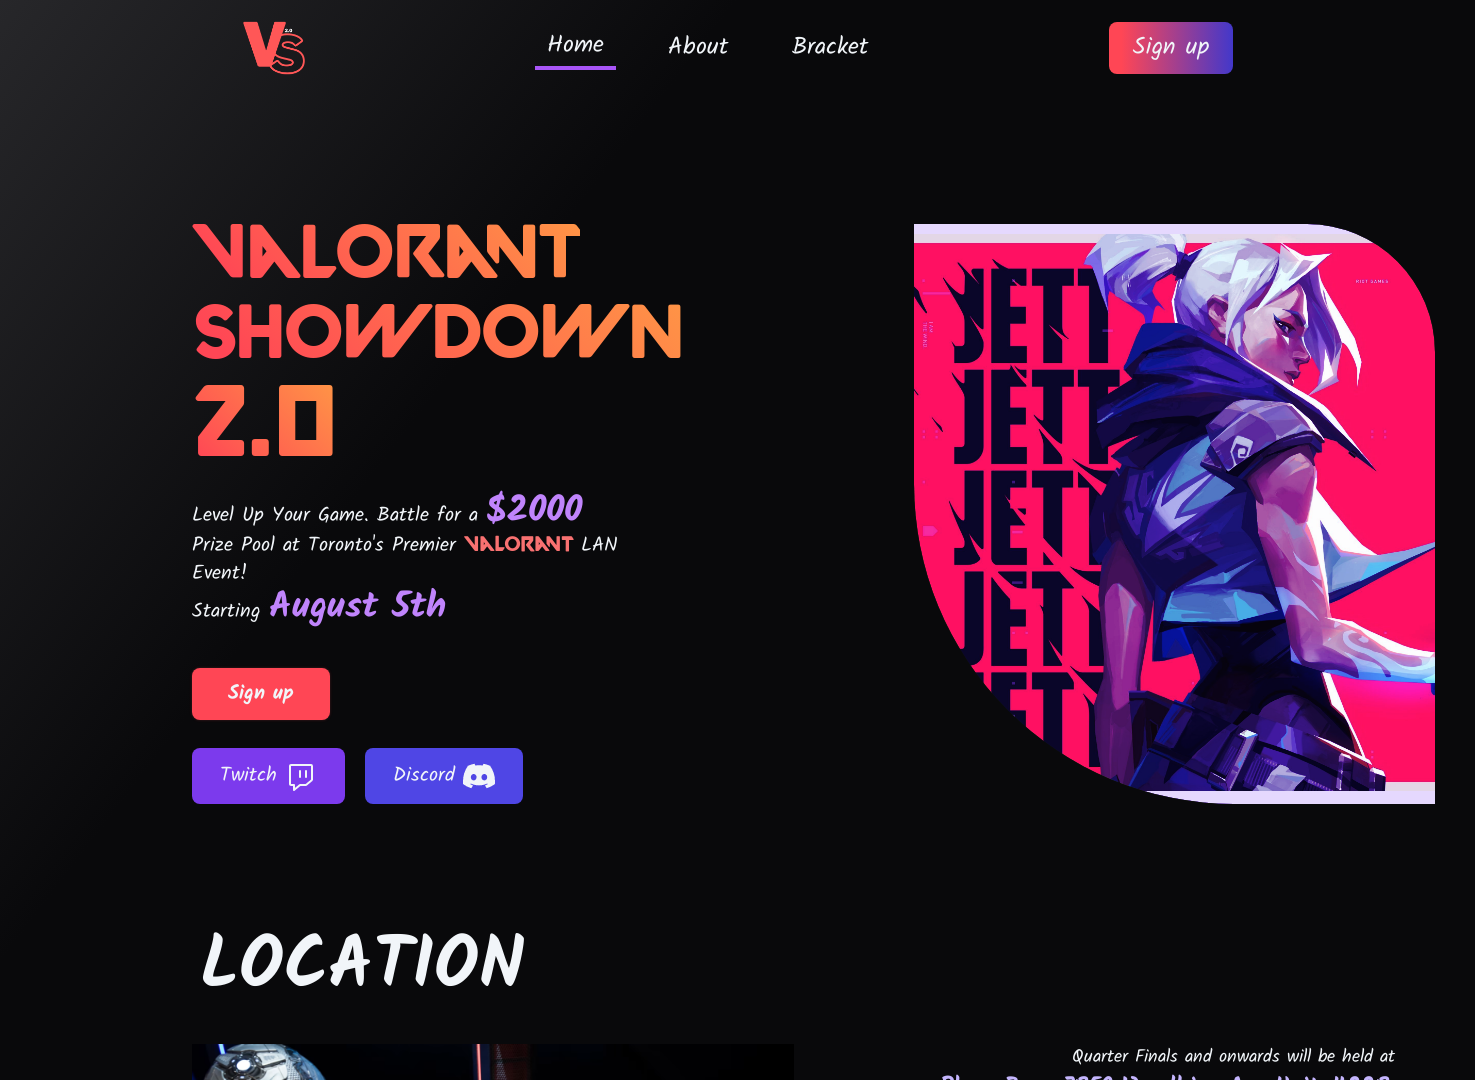 VS 2.0
Home
About
Bracket
Sign up
VALORANT
SHOWDOWN
2.0
Level Up Your Game. Battle for a $2000
Prize Pool at Toronto's Premier VALORANT LAN
Event!
Starting August 5th
Sign up
Twitch
Discord
JETT
JETT
JETT
JETT
JETT
RIOT GAMES
LOCATION
Quarter Finals and onwards will be held at